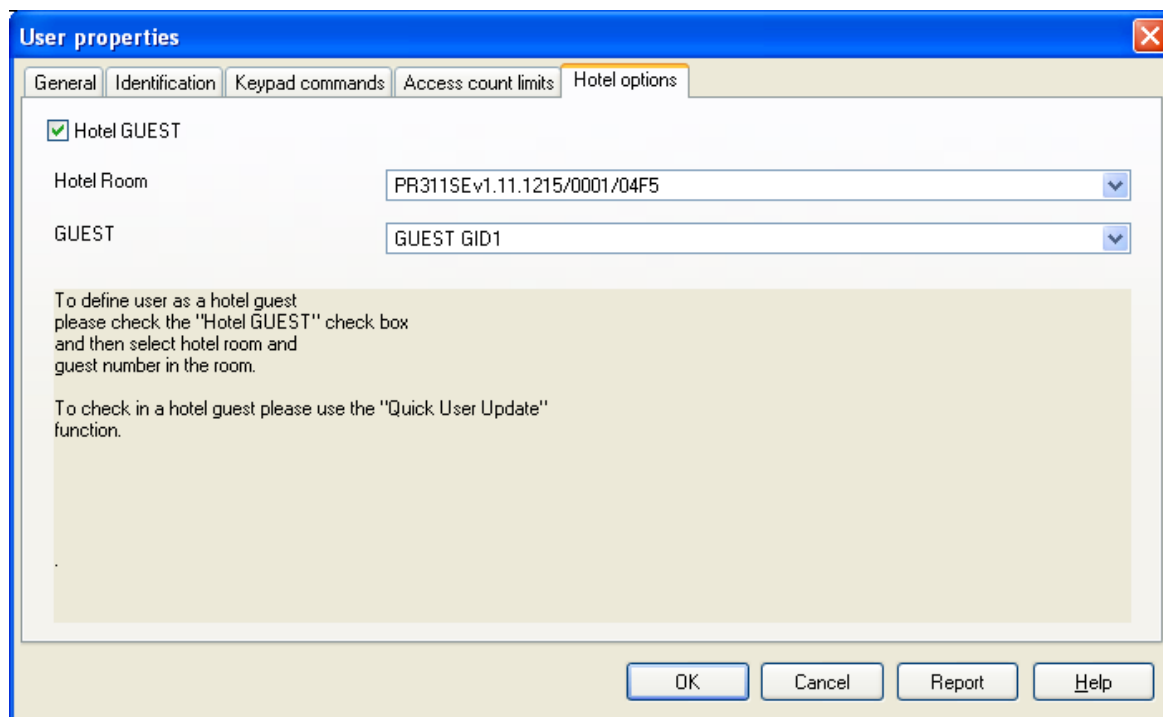 User properties
General Identification Keypad commands Access count limits Hotel options
Hotel GUEST
Hotel Room PR311SEv1.11.1215/0001/04F5
GUEST GUEST GID1
To define user as a hotel guest
please check the "Hotel GUEST" check box
and then select hotel room and
guest number in the room.
To check in a hotel guest please use the "Quick User Update"
function.
.
OK Cancel Report Help